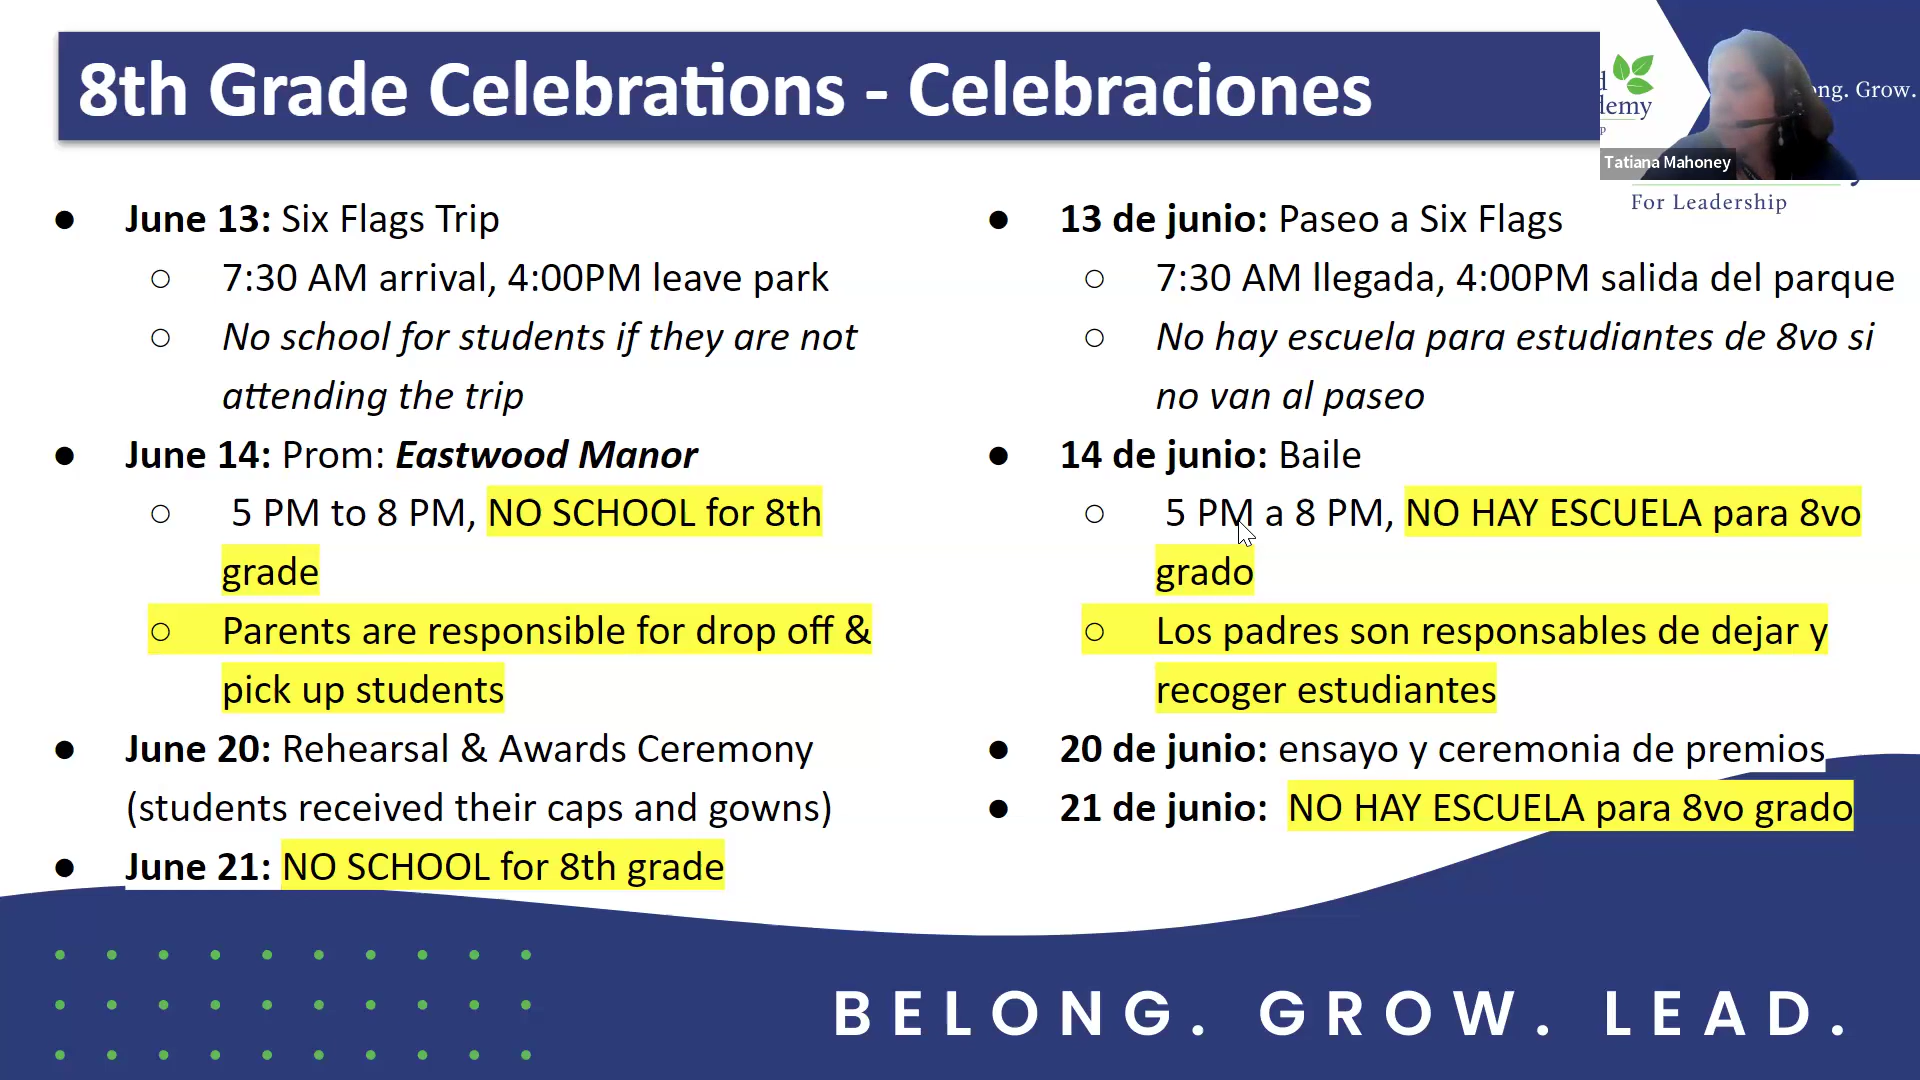 8th Grade Celebrations - Celebraciones
demy
ong. Grow.
Tatiana Mahoney
For Leadership
● June 13: Six Flags Trip
○ 7:30 AM arrival, 4:00PM leave park
○ No school for students if they are not
attending the trip
● June 14: Prom: Eastwood Manor
○ 5 PM to 8 PM, NO SCHOOL for 8th
grade
○ Parents are responsible for drop off &
pick up students
● June 20: Rehearsal & Awards Ceremony
(students received their caps and gowns)
● June 21: NO SCHOOL for 8th grade
● 13 de junio: Paseo a Six Flags
○ 7:30 AM llegada, 4:00PM salida del parque
○ No hay escuela para estudiantes de 8vo si
no van al paseo
● 14 de junio: Baile
○ 5 PM a 8 PM, NO HAY ESCUELA para 8vo
grado
○ Los padres son responsables de dejar y
recoger estudiantes
● 20 de junio: ensayo y ceremonia de premios
● 21 de junio: NO HAY ESCUELA para 8vo grado
BELONG. GROW. LEAD.